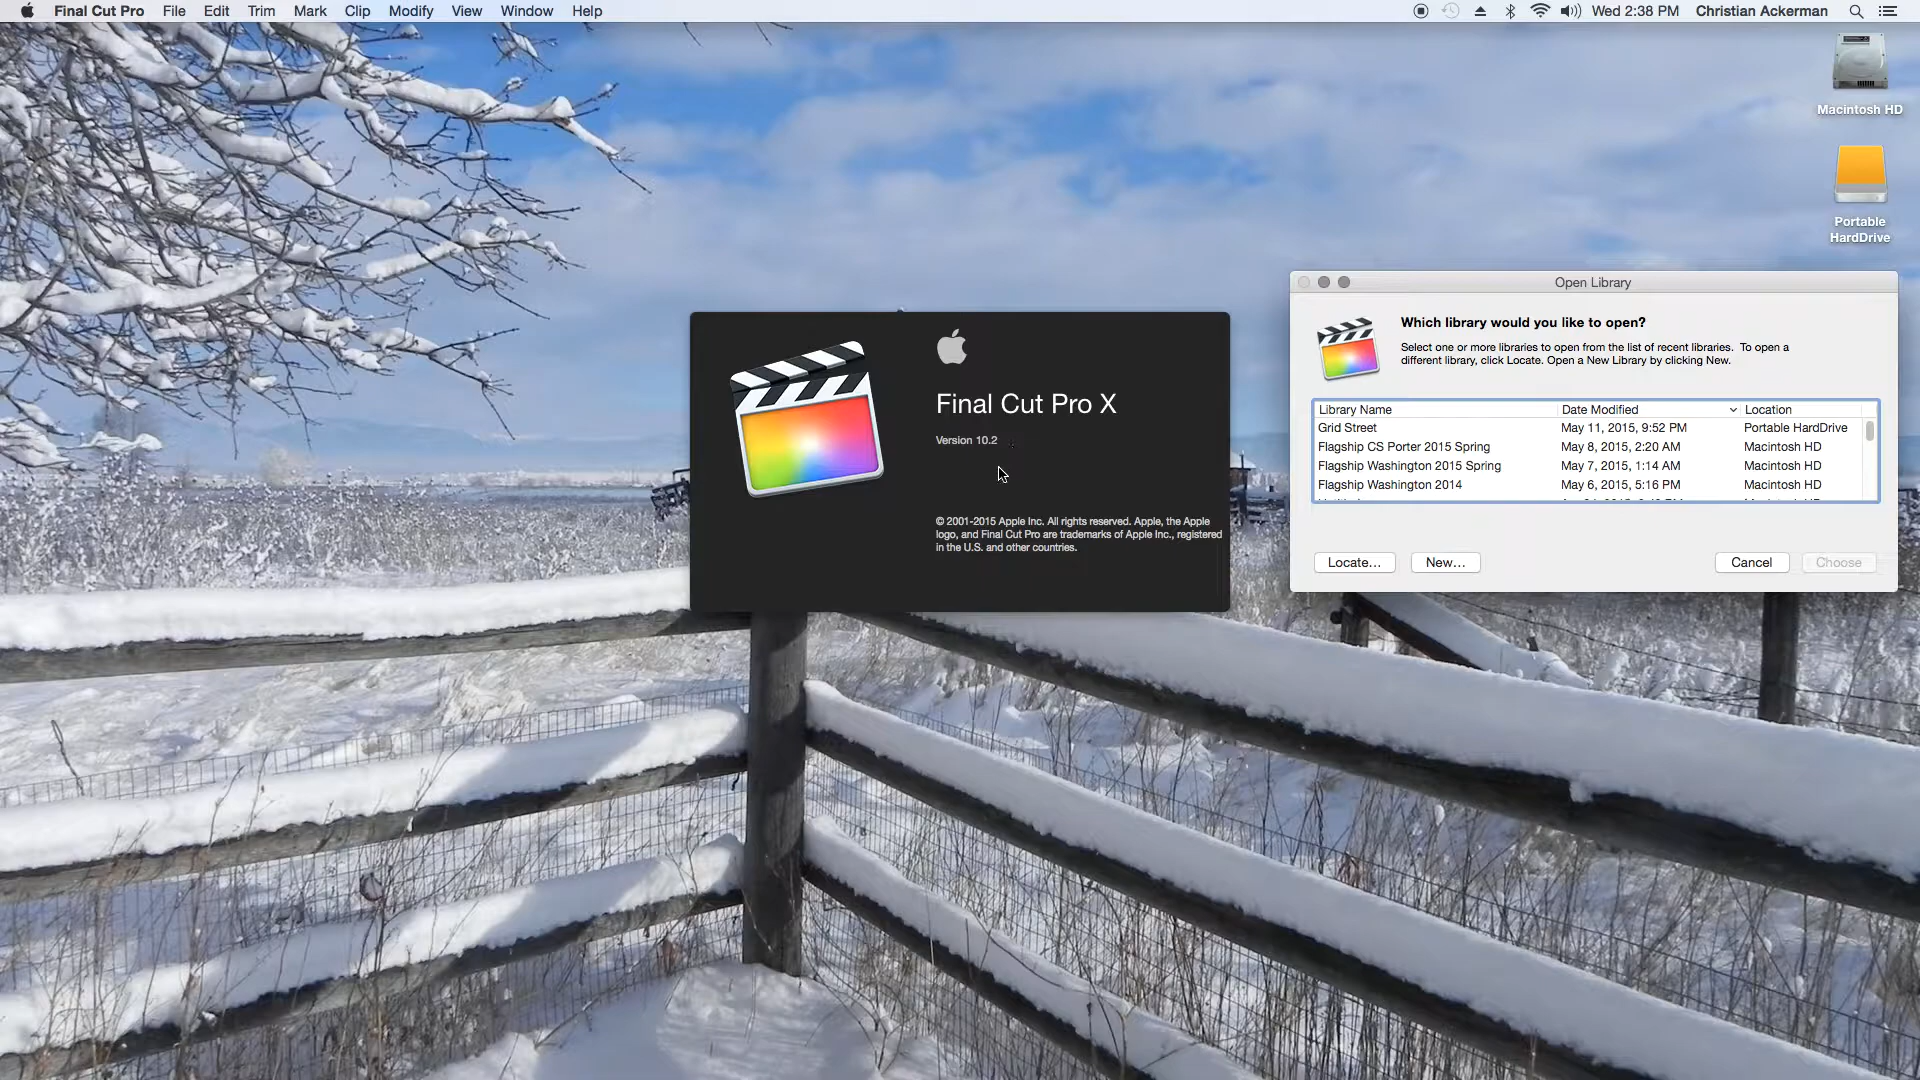 Final Cut Pro File Edit Trim Mark Clip Modify View Window Help Wed 2:38 PM Christian Ackerman
Macintosh HD
Portable
HardDrive
Final Cut Pro X
Version 10.2
© 2001-2015 Apple Inc. All rights reserved. Apple, the Apple
logo, and Final Cut Pro are trademarks of Apple Inc., registered
in the U.S. and other countries.
Open Library
Which library would you like to open?
Select one or more libraries to open from the list of recent libraries. To open a
different library, click Locate. Open a New Library by clicking New.
Library Name Date Modified Location
Grid Street May 11, 2015, 9:52 PM Portable HardDrive
Flagship CS Porter 2015 Spring May 8, 2015, 2:20 AM Macintosh HD
Flagship Washington 2015 Spring May 7, 2015, 1:14 AM Macintosh HD
Flagship Washington 2014 May 6, 2015, 5:16 PM Macintosh HD
Locate... New... Cancel Choose